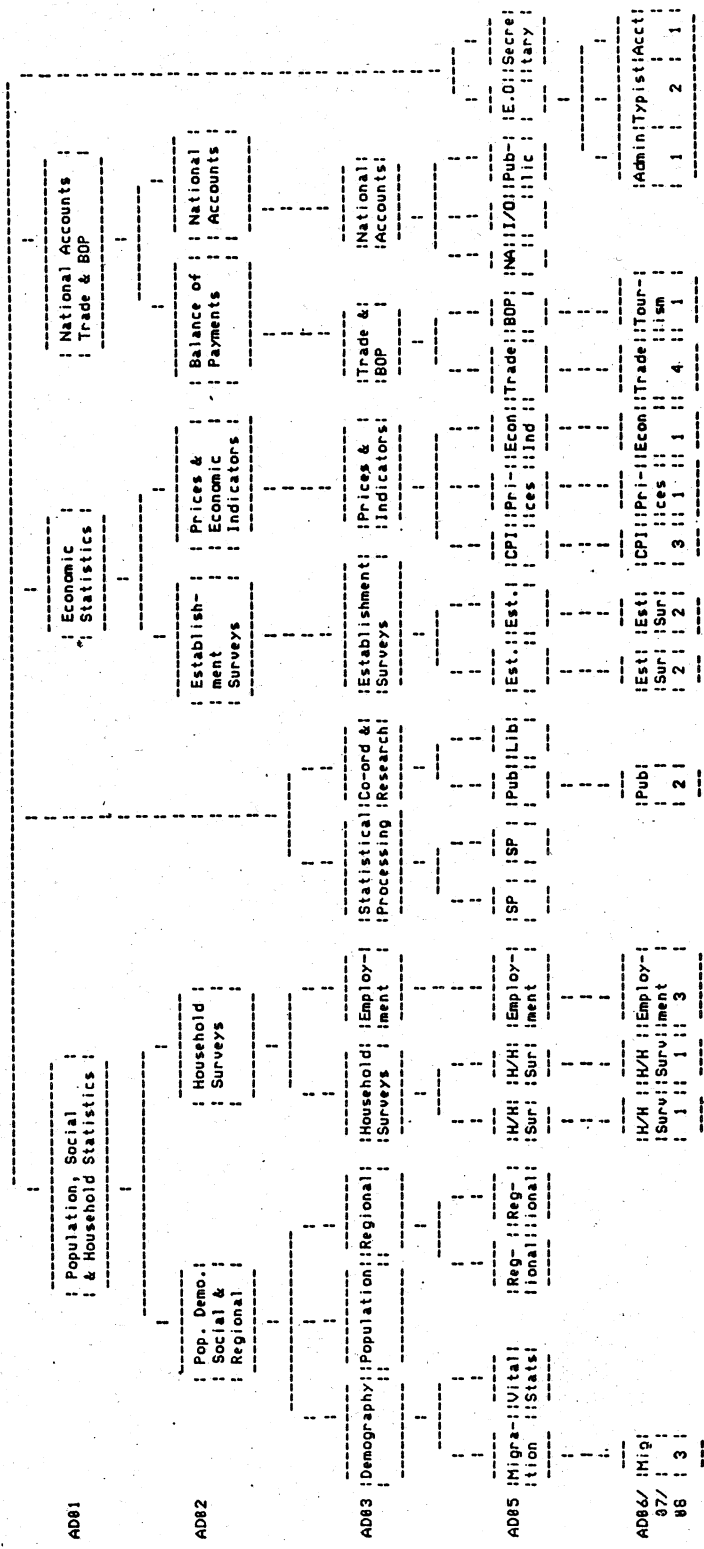 AD01 | Population, Social | | Economic | | National Accounts |
| & Household Statistics | | Statistics | | Trade & BOP |
AD02 | Pop. Demo.| | Household | | Establish- | | Prices & | | Balance of | | National |
| Social & | | Surveys | | ment | | Economic | | Payments | | Accounts |
| Regional | | Surveys | | Indicators |
AD03 |Demography||Population||Regional| |Household| |Employ-| |Statistical|Co-ord &| |Establishment| |Prices & | |Trade &| |National|
|Surveys | |ment | |Processing |Research| |Surveys | |Indicators| |BOP | |Accounts|
AD05 |Migra-||Vital| |Reg- ||Reg- | |H/H| |H/H| |Employ-| |SP | |SP | |Pub||Lib| |Est.||Est.| |CPI||Pri-||Econ||Trade||BOP| |NA||I/O||Pub-| |E.O||Secre|
|tion ||Stats| |ional||ional| |Sur| |Sur| |ment | |ices ||Ind || |lic | |tary |
AD06/ |Mig| |H/H ||H/H ||Employ-| |Pub| |Est| |Est| |CPI||Pri-||Econ||Trade||Tour-| |Admin|Typist|Acct|
07/ |Surv||Surv||ment | |Sur| |Sur| |ices || ism |
08 | 3 | | 1 || 1 || 3 | | 2 | | 2 | | 2 | | 3 || 1 || 1 || 4 || 1 | | 1 | 2 | 1 |